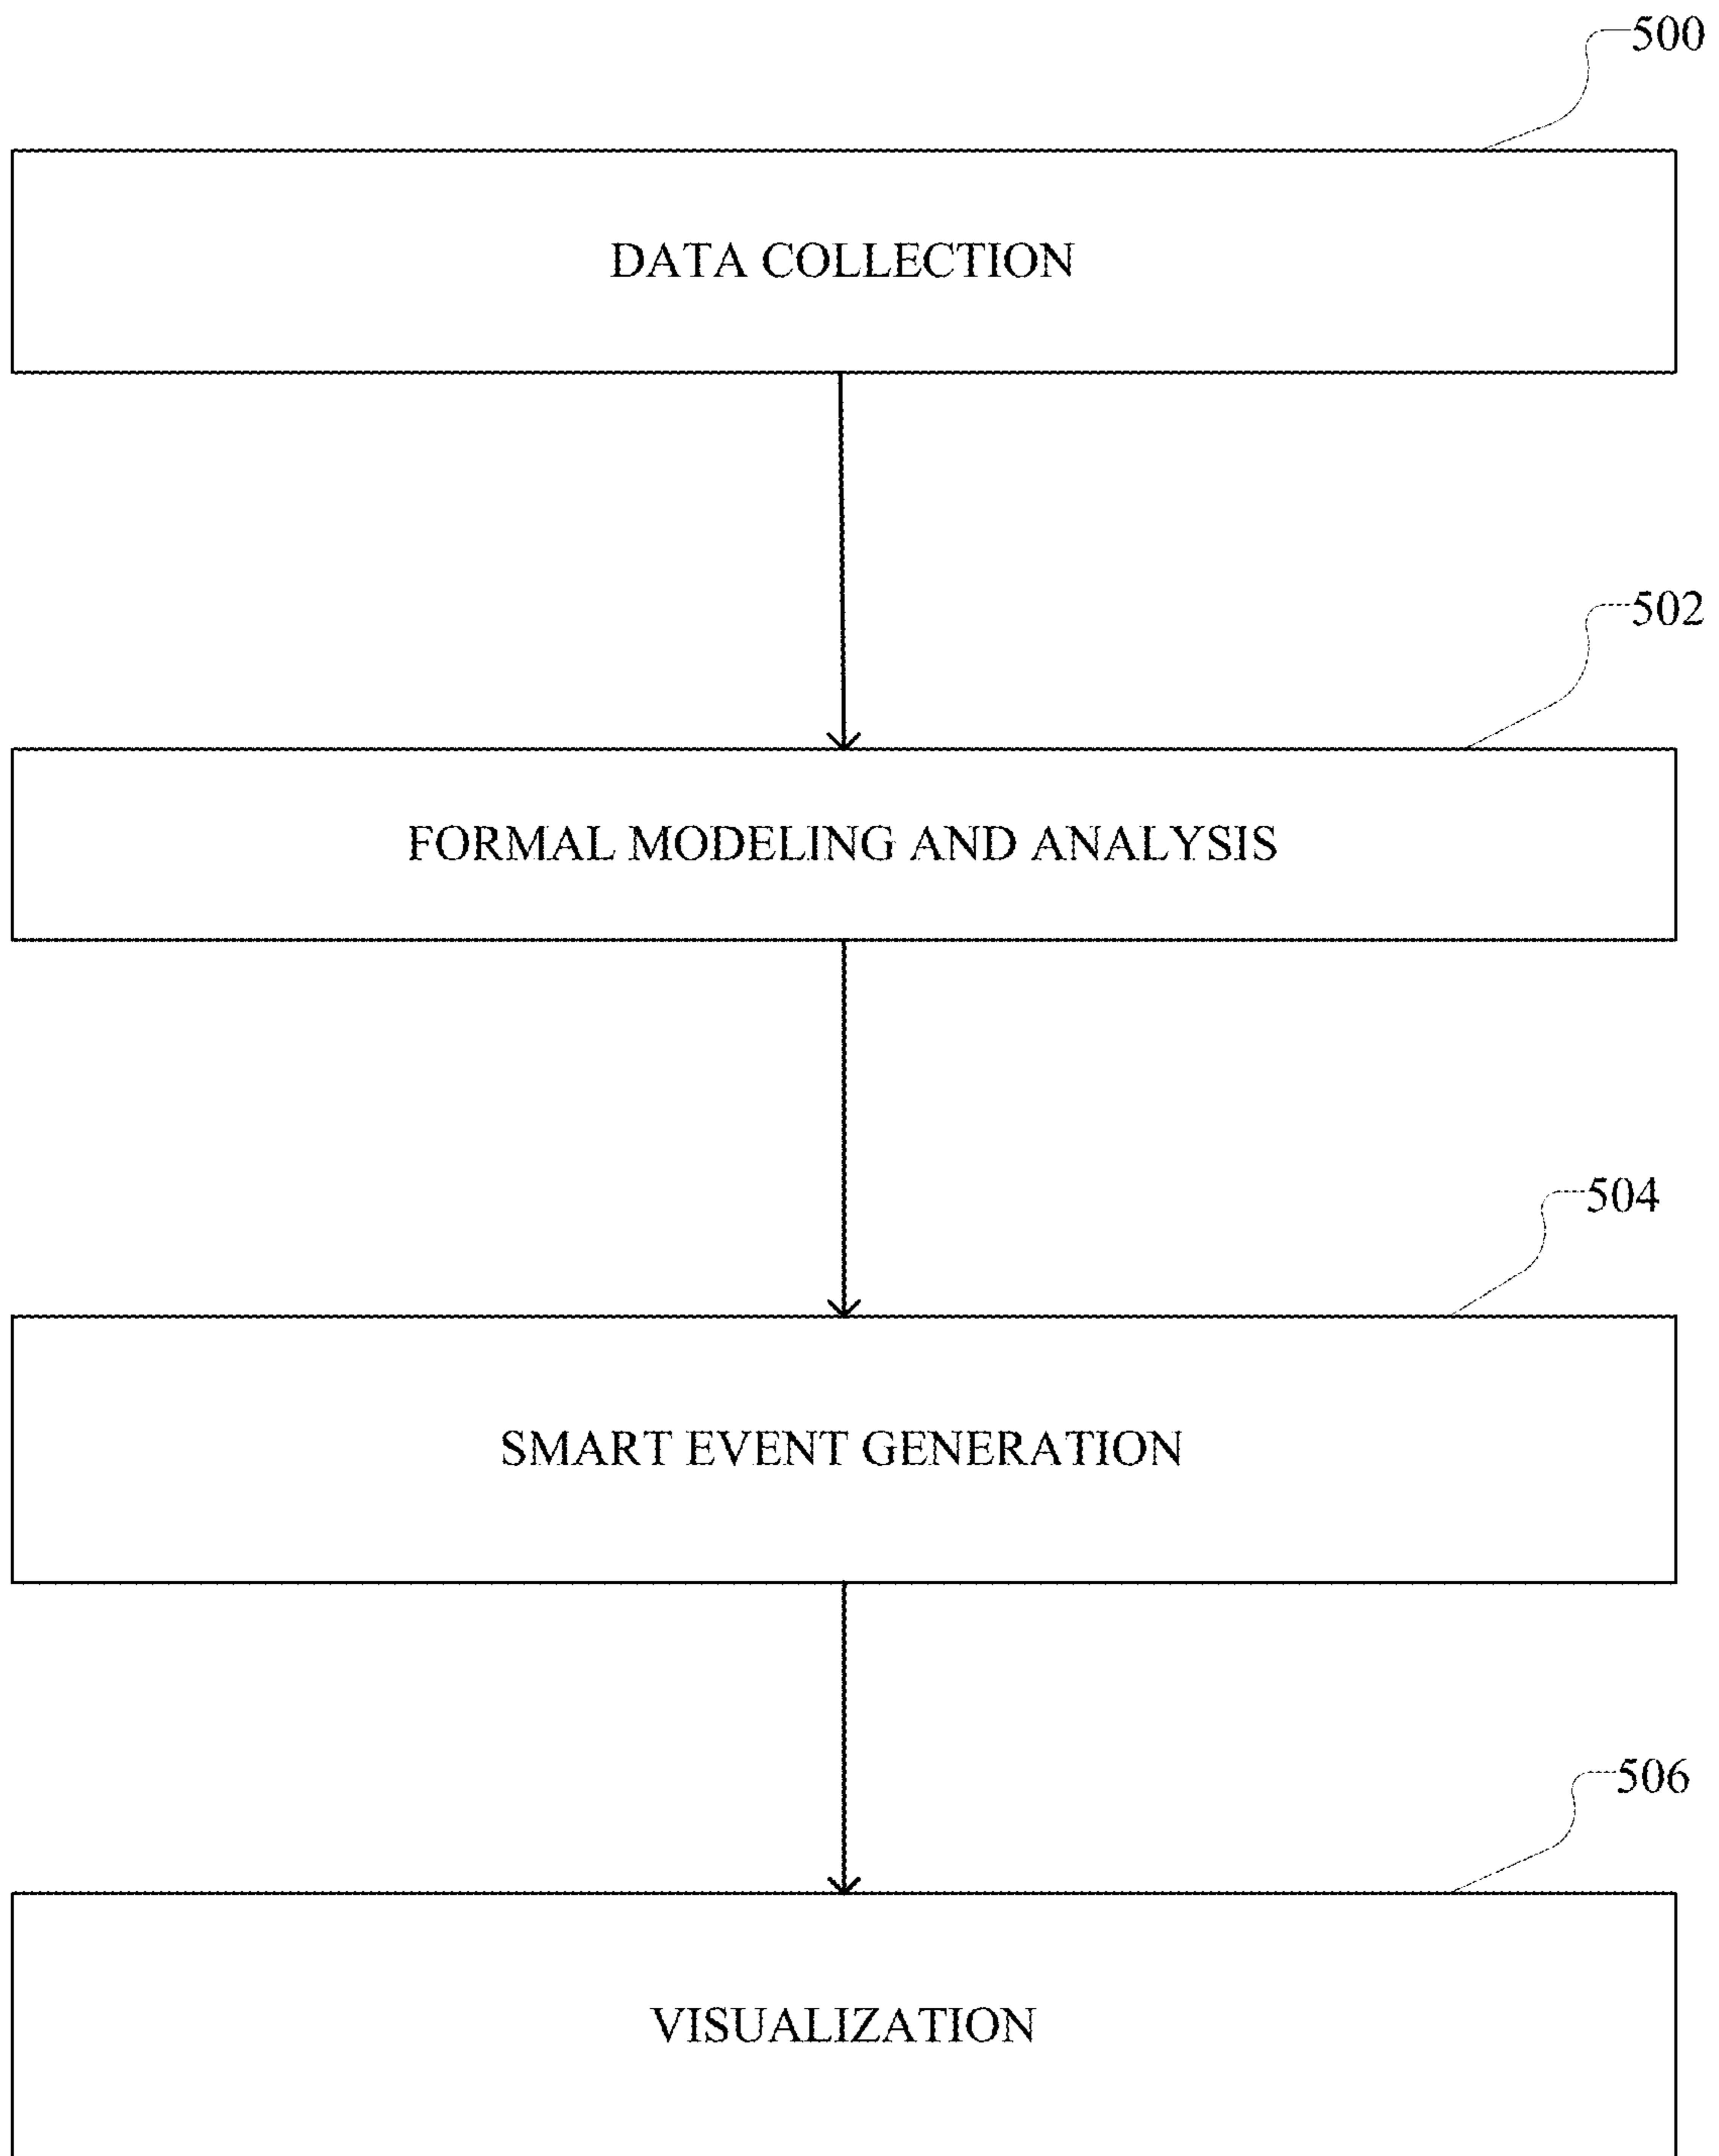 500
DATA COLLECTION
502
FORMAL MODELING AND ANALYSIS
504
SMART EVENT GENERATION
506
VISUALIZATION